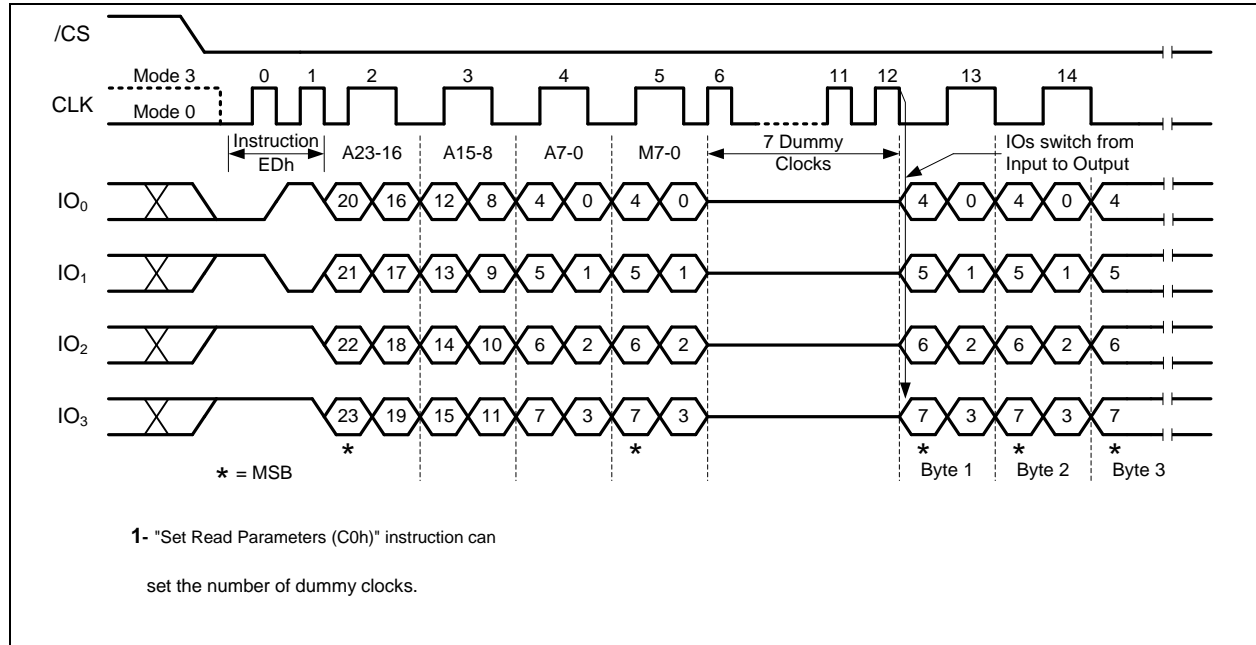 /CS
Mode 3 0 1 2 3 4 5 6 11 12 13 14
CLK
Mode 0
Instruction
EDh
A23-16 A15-8 A7-0 M7-0
7 Dummy
Clocks
IOs switch from
Input to Output
IO₀ 20 16 12 8 4 0 4 0 4 0 4 0 4
IO₁ 21 17 13 9 5 1 5 1 5 1 5 1 5
IO₂ 22 18 14 10 6 2 6 2 6 2 6 2 6
IO₃ 23 19 15 11 7 3 7 3 7 3 7 3 7
* * * * *
* = MSB
Byte 1 Byte 2 Byte 3
1- "Set Read Parameters (C0h)" instruction can
set the number of dummy clocks.